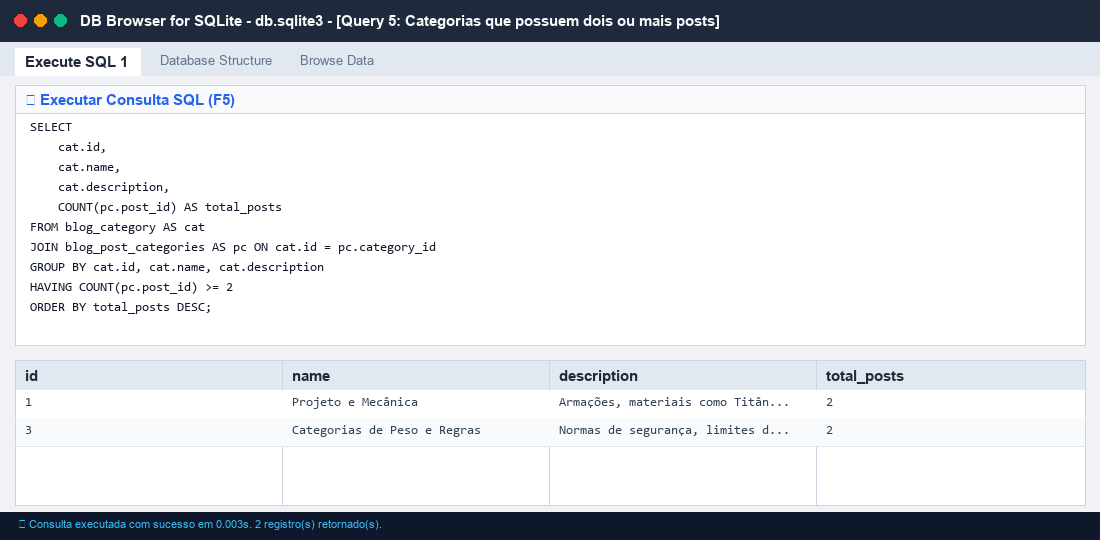 DB Browser for SQLite - db.sqlite3 - [Query 5: Categorias que possuem dois ou mais posts]
Execute SQL 1 Database Structure Browse Data
Executar Consulta SQL (F5)
SELECT
    cat.id,
    cat.name,
    cat.description,
    COUNT(pc.post_id) AS total_posts
FROM blog_category AS cat
JOIN blog_post_categories AS pc ON cat.id = pc.category_id
GROUP BY cat.id, cat.name, cat.description
HAVING COUNT(pc.post_id) >= 2
ORDER BY total_posts DESC;
id name description total_posts
1 Projeto e Mecânica Armações, materiais como Titân... 2
3 Categorias de Peso e Regras Normas de segurança, limites d... 2
Consulta executada com sucesso em 0.003s. 2 registro(s) retornado(s).